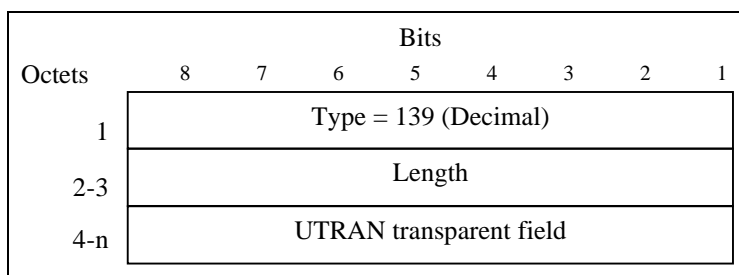 Bits
Octets 8 7 6 5 4 3 2 1
1 Type = 139 (Decimal)
2-3 Length
4-n UTRAN transparent field